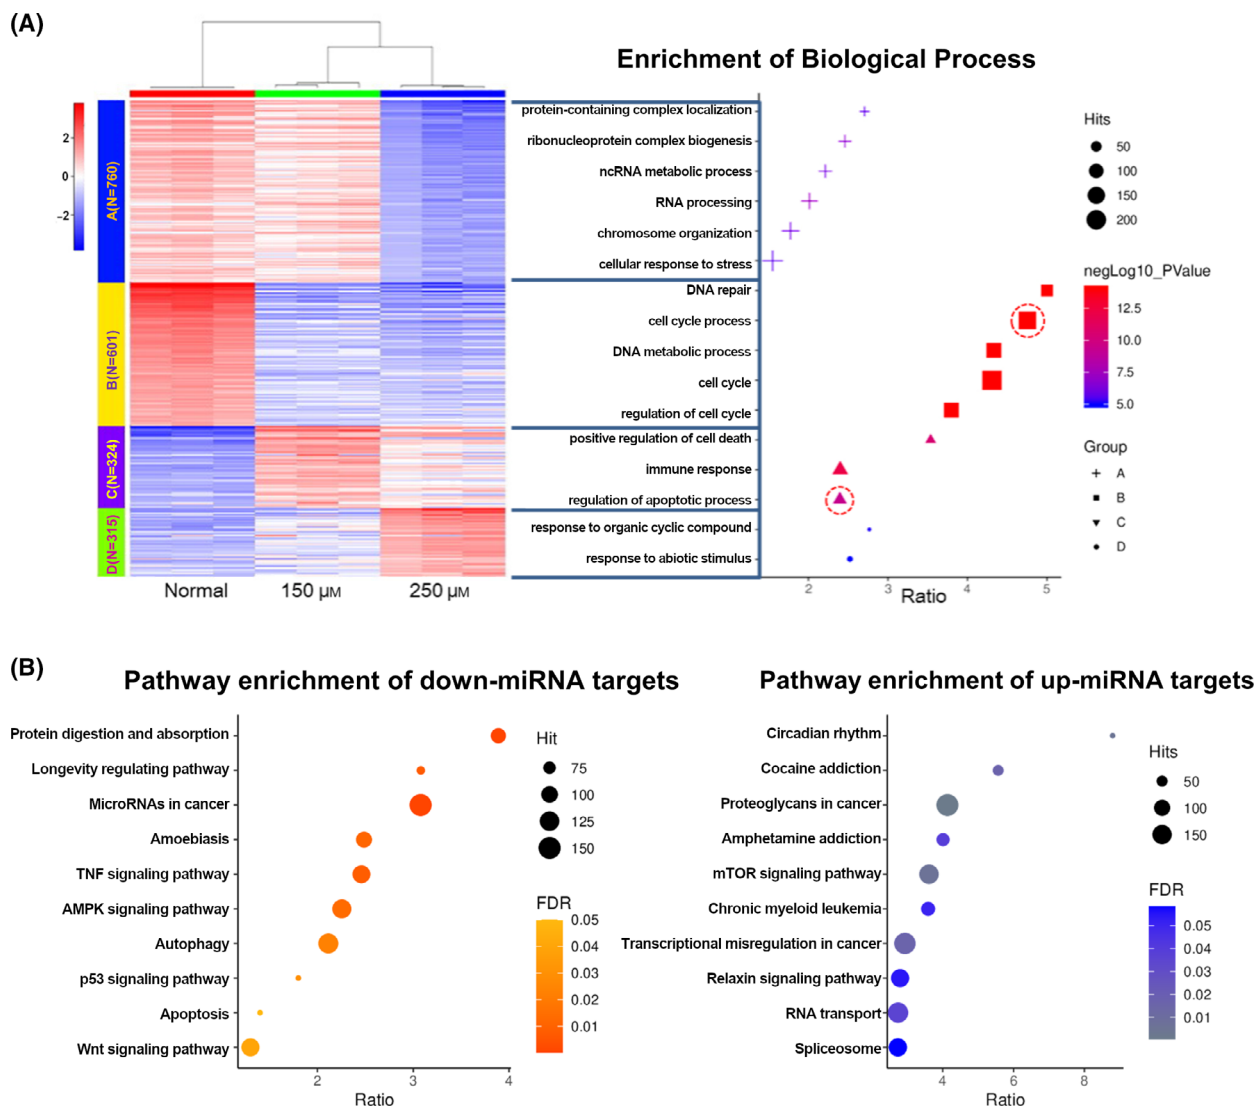 (A)
Enrichment of Biological Process
2
0
−2
A(N=760)
B(N=601)
C(N=324)
D(N=315)
Normal
150 µM
250 µM
protein-containing complex localization
ribonucleoprotein complex biogenesis
ncRNA metabolic process
RNA processing
chromosome organization
cellular response to stress
DNA repair
cell cycle process
DNA metabolic process
cell cycle
regulation of cell cycle
positive regulation of cell death
immune response
regulation of apoptotic process
response to organic cyclic compound
response to abiotic stimulus
2
3
4
5
Ratio
Hits
50
100
150
200
negLog10_PValue
12.5
10.0
7.5
5.0
Group
A
B
C
D
(B)
Pathway enrichment of down-miRNA targets
Protein digestion and absorption
Longevity regulating pathway
MicroRNAs in cancer
Amoebiasis
TNF signaling pathway
AMPK signaling pathway
Autophagy
p53 signaling pathway
Apoptosis
Wnt signaling pathway
2
3
4
Ratio
Hit
75
100
125
150
FDR
0.05
0.04
0.03
0.02
0.01
Pathway enrichment of up-miRNA targets
Circadian rhythm
Cocaine addiction
Proteoglycans in cancer
Amphetamine addiction
mTOR signaling pathway
Chronic myeloid leukemia
Transcriptional misregulation in cancer
Relaxin signaling pathway
RNA transport
Spliceosome
4
6
8
Ratio
Hits
50
100
150
FDR
0.05
0.04
0.03
0.02
0.01